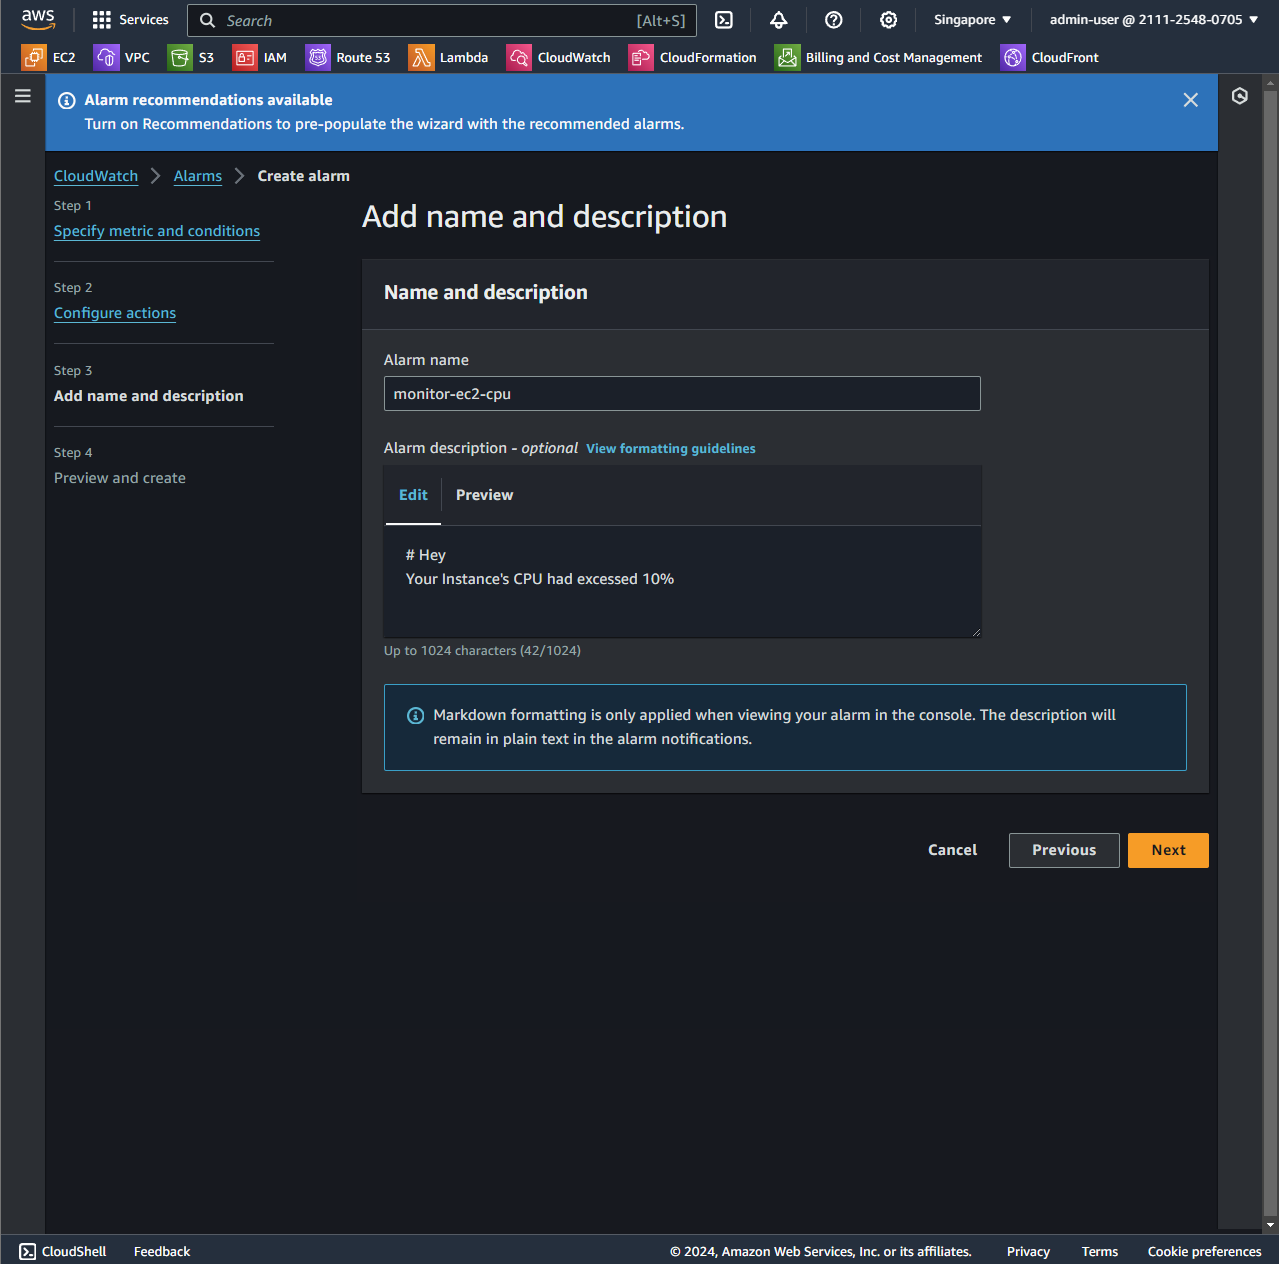 aws
Services
Search
[Alt+S]
Singapore
admin-user @ 2111-2548-0705
EC2
VPC
S3
IAM
Route 53
Lambda
CloudWatch
CloudFormation
Billing and Cost Management
CloudFront
Alarm recommendations available
Turn on Recommendations to pre-populate the wizard with the recommended alarms.
CloudWatch
Alarms
Create alarm
Step 1
Specify metric and conditions
Step 2
Configure actions
Step 3
Add name and description
Step 4
Preview and create
Add name and description
Name and description
Alarm name
monitor-ec2-cpu
Alarm description - optional View formatting guidelines
Edit
Preview
# Hey
Your Instance's CPU had excessed 10%
Up to 1024 characters (42/1024)
Markdown formatting is only applied when viewing your alarm in the console. The description will
remain in plain text in the alarm notifications.
Cancel
Previous
Next
CloudShell
Feedback
© 2024, Amazon Web Services, Inc. or its affiliates.
Privacy
Terms
Cookie preferences